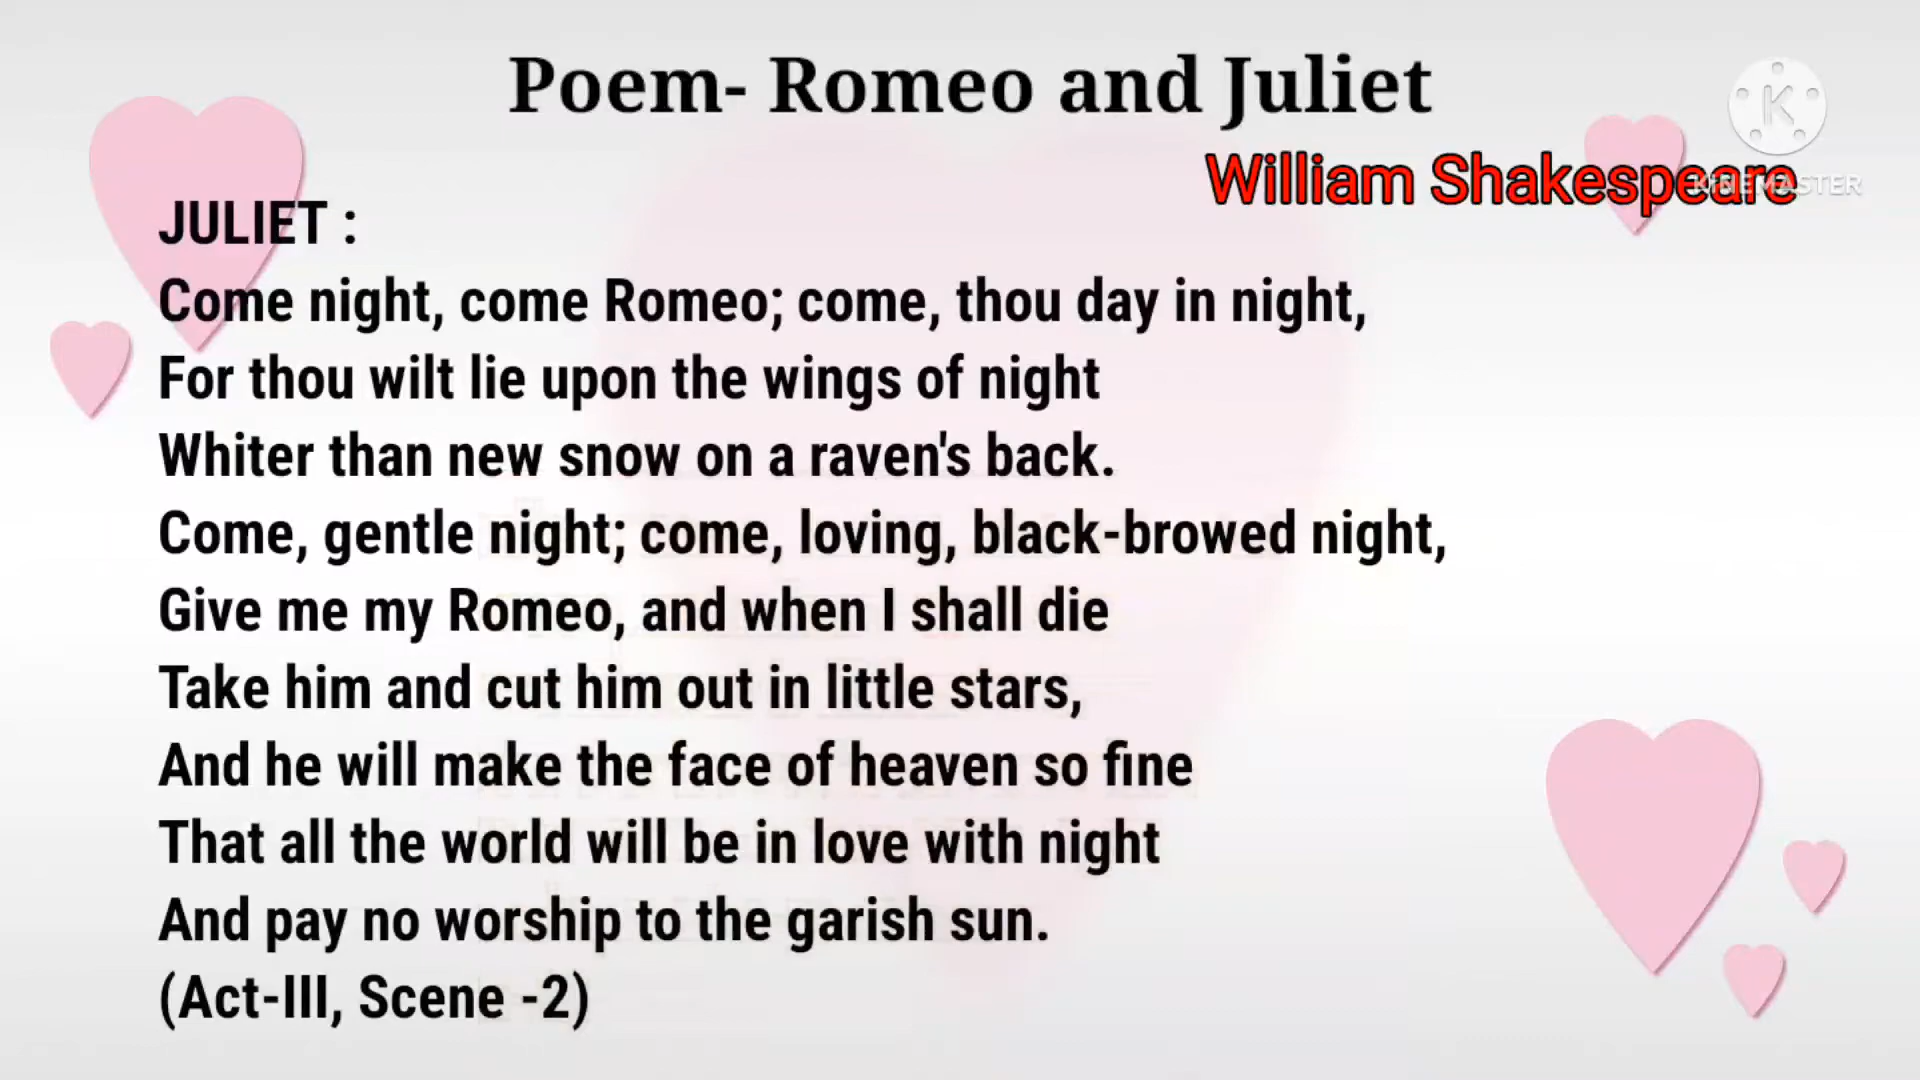 Poem- Romeo and Juliet
William Shakespeare
K
KINEMASTER
JULIET :
Come night, come Romeo; come, thou day in night,
For thou wilt lie upon the wings of night
Whiter than new snow on a raven's back.
Come, gentle night; come, loving, black-browed night,
Give me my Romeo, and when I shall die
Take him and cut him out in little stars,
And he will make the face of heaven so fine
That all the world will be in love with night
And pay no worship to the garish sun.
(Act-III, Scene -2)